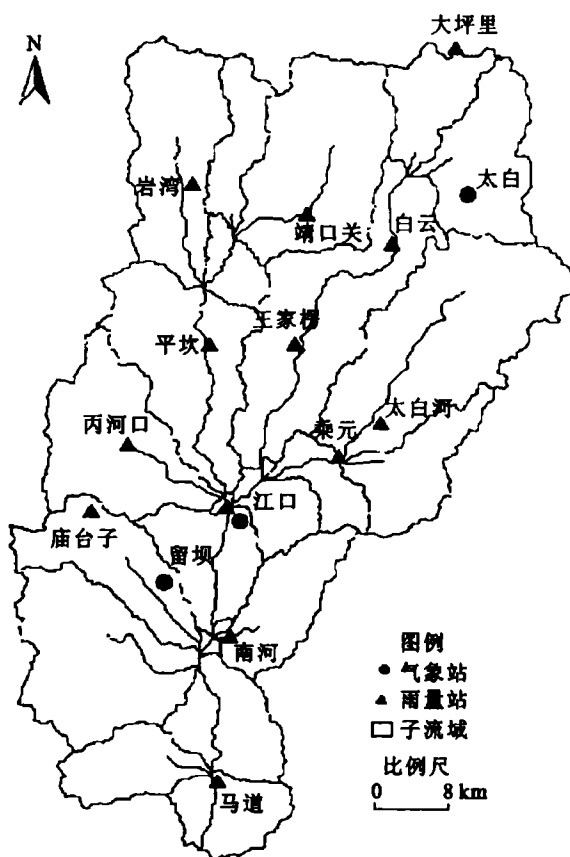 N
大坪里
岩湾
太白
靖口关
白云
王家楞
平坎
太白河
丙河口
桑元
江口
庙台子
留坝
南河
图例
气象站
雨量站
子流域
比例尺
0 8 km
马道